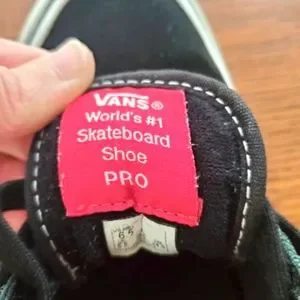 VANS®
World's #1
Skateboard
Shoe
PRO